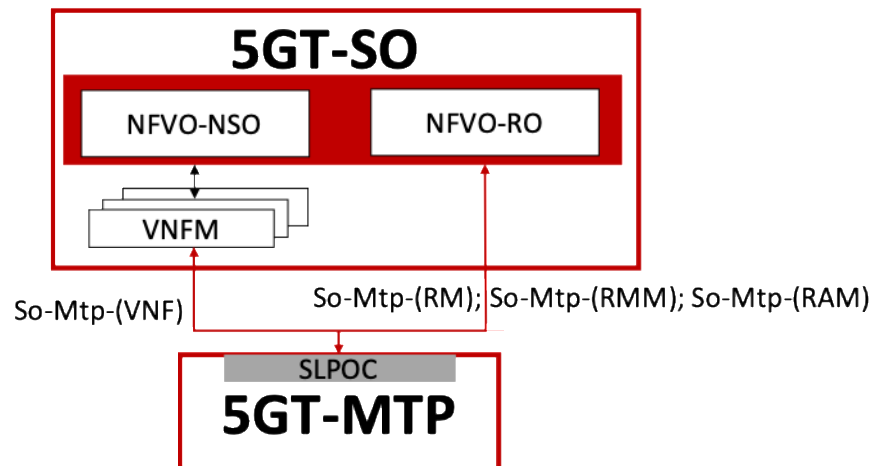 5GT-SO
NFVO-NSO
NFVO-RO
VNFM
So-Mtp-(VNF)
So-Mtp-(RM); So-Mtp-(RMM); So-Mtp-(RAM)
SLPOC
5GT-MTP